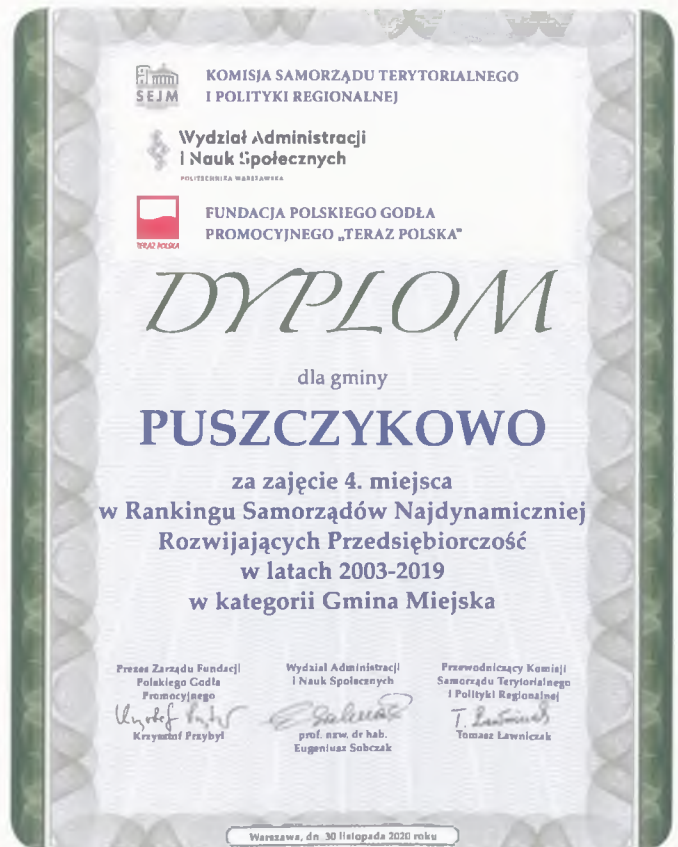 SEJM
KOMISJA SAMORZĄDU TERYTORIALNEGO
I POLITYKI REGIONALNEJ
Wydział Administracji
i Nauk Społecznych
POLITECHNIKA WARSZAWSKA
TERAZ POLSKA
FUNDACJA POLSKIEGO GODŁA
PROMOCYJNEGO „TERAZ POLSKA"
DYPLOM
dla gminy
PUSZCZYKOWO
za zajęcie 4. miejsca
w Rankingu Samorządów Najdynamiczniej
Rozwijających Przedsiębiorczość
w latach 2003-2019
w kategorii Gmina Miejska
Prezes Zarządu Fundacji
Polskiego Godła
Promocyjnego
Krzysztof Przybył
Wydział Administracji
i Nauk Społecznych
prof. nzw. dr hab.
Eugeniusz Sobczak
Przewodniczący Komisji
Samorządu Terytorialnego
i Polityki Regionalnej
Tomasz Ławniczak
Warszawa, dn. 30 listopada 2020 roku